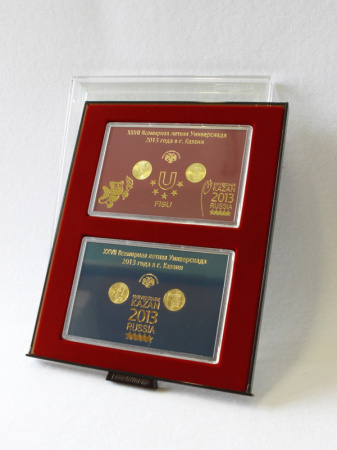 XXVII Всемирная летняя Универсиада
2013 года в г. Казани
U
FISU
KAZAN
2013
RUSSIA
XXVII Всемирная летняя Универсиада
2013 года в г. Казани
UNIVERSIADE
KAZAN
2013
RUSSIA